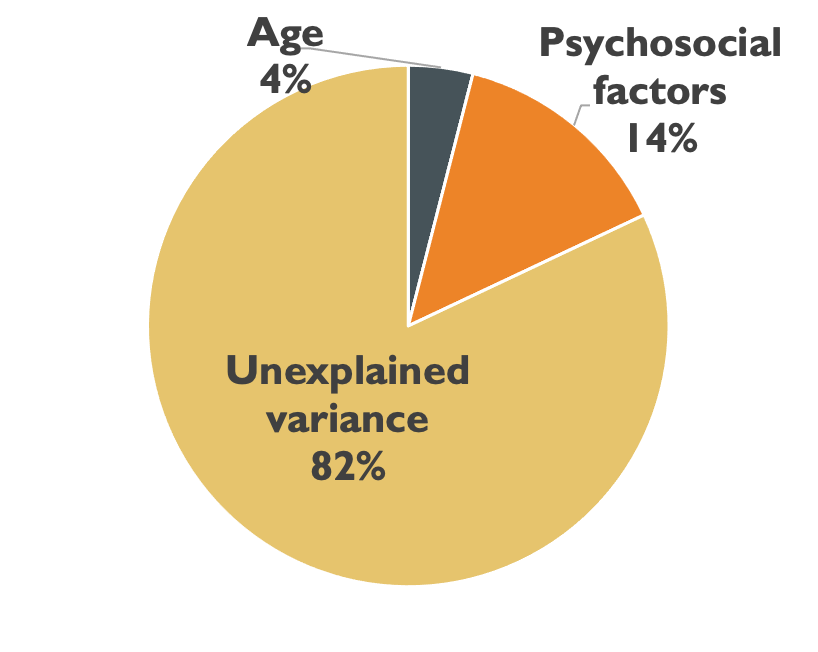 Age
4%
Psychosocial
factors
14%
Unexplained
variance
82%